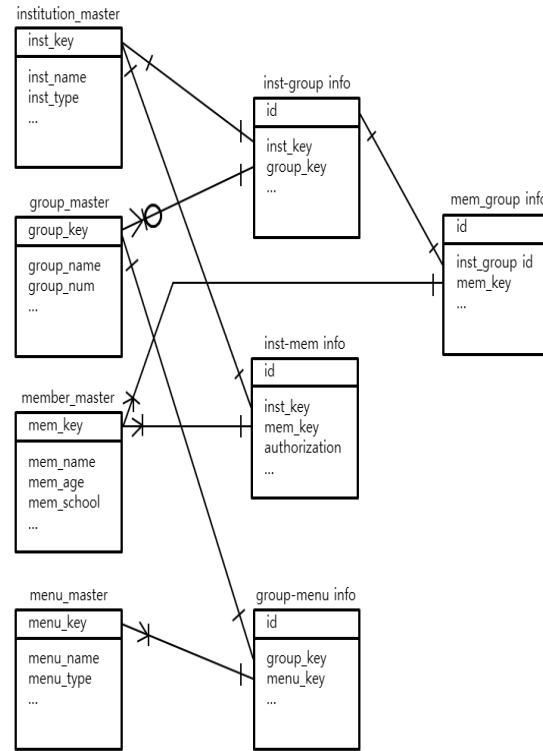 institution_master
inst_key
inst_name
inst_type
...
group_master
group_key
group_name
group_num
...
member_master
mem_key
mem_name
mem_age
mem_school
...
menu_master
menu_key
menu_name
menu_type
...
inst-group info
id
inst_key
group_key
...
inst-mem info
id
inst_key
mem_key
authorization
...
group-menu info
id
group_key
menu_key
...
mem_group info
id
inst_group id
mem_key
...